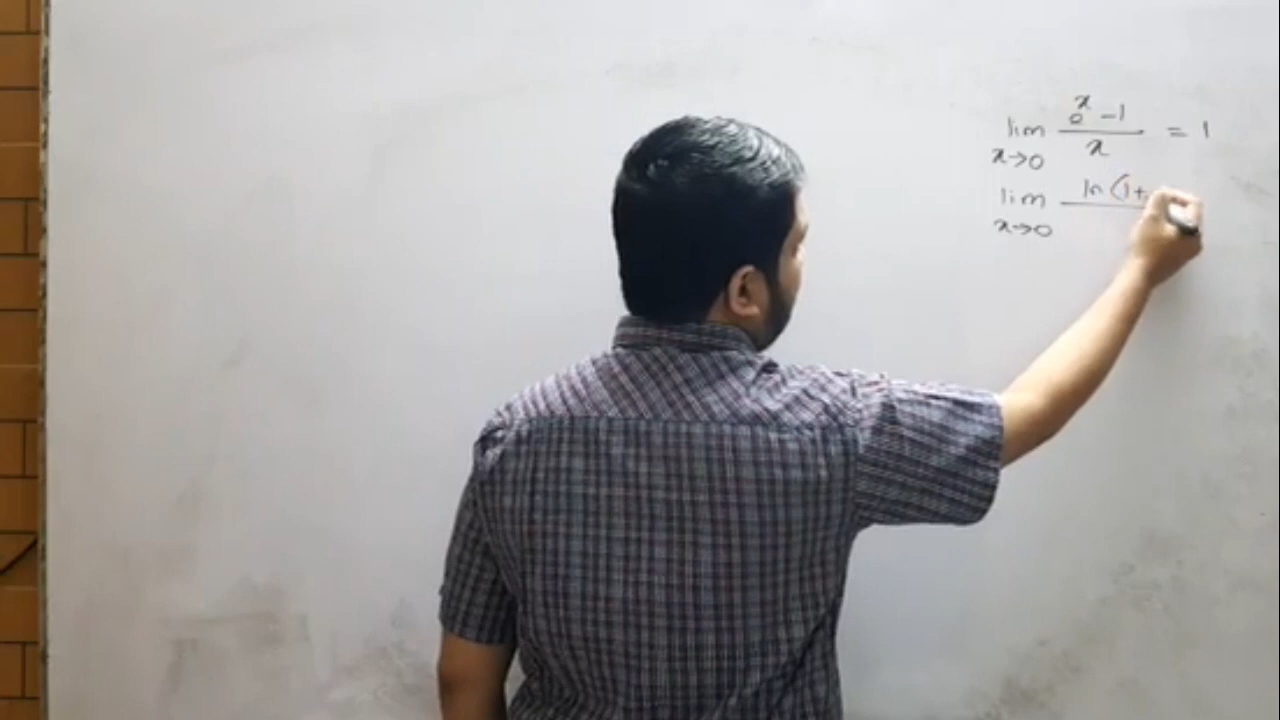 lim x→0 (e^x - 1)/x = 1
lim x→0 ln(1+